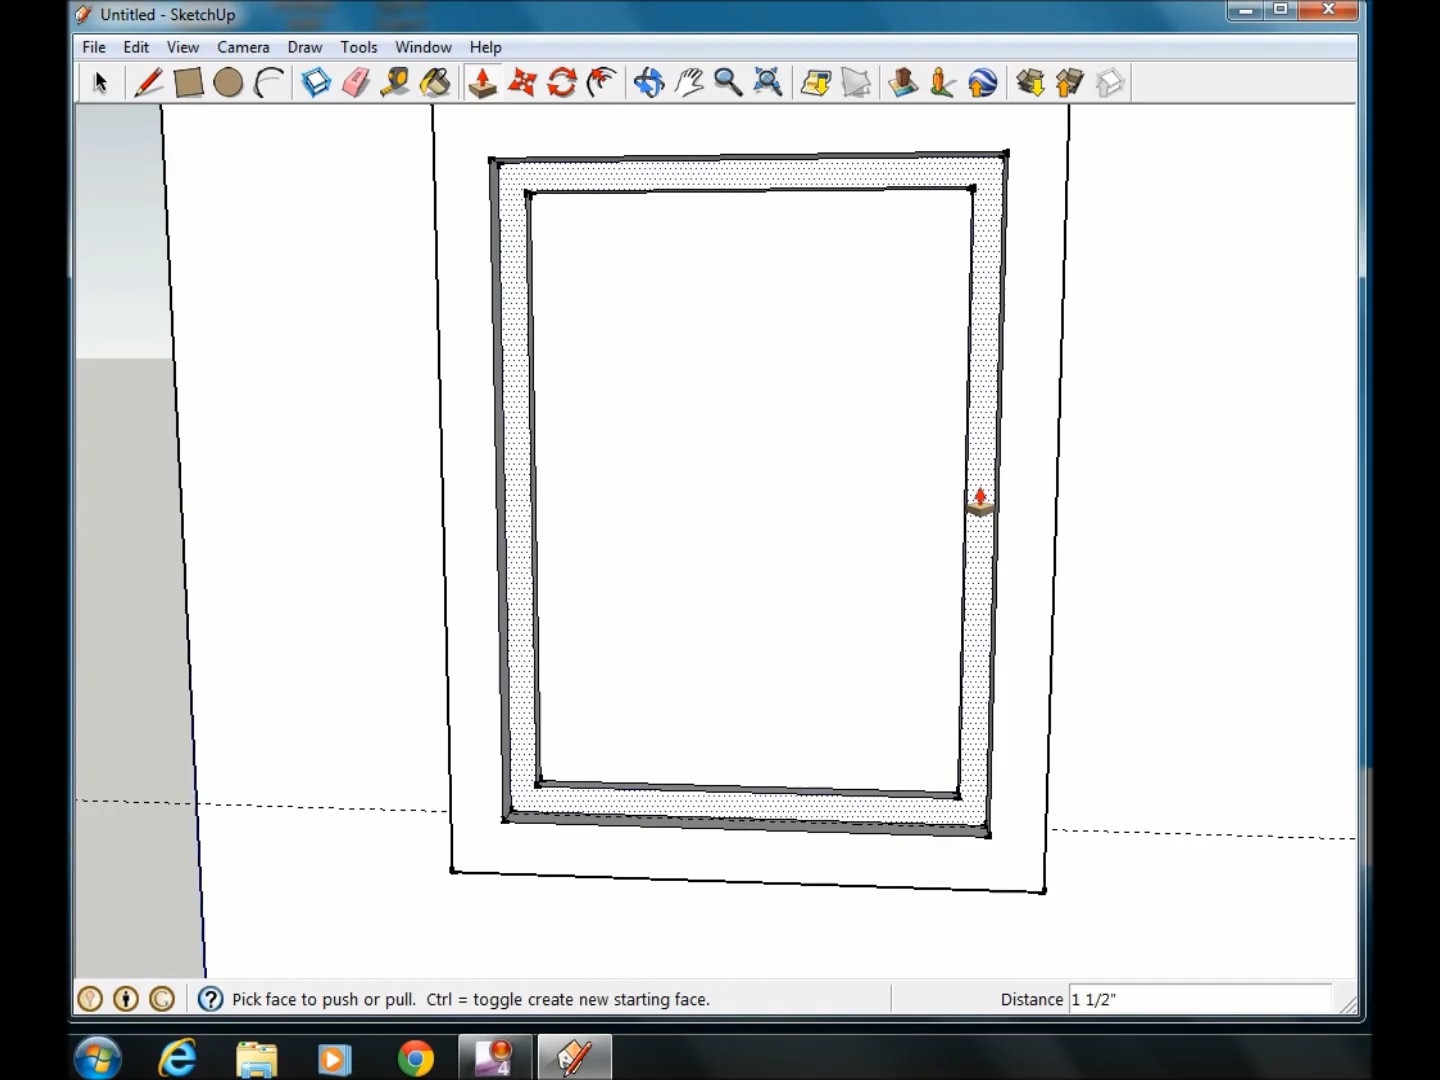 Untitled - SketchUp
File Edit View Camera Draw Tools Window Help
Pick face to push or pull. Ctrl = toggle create new starting face. Distance 1 1/2"
4